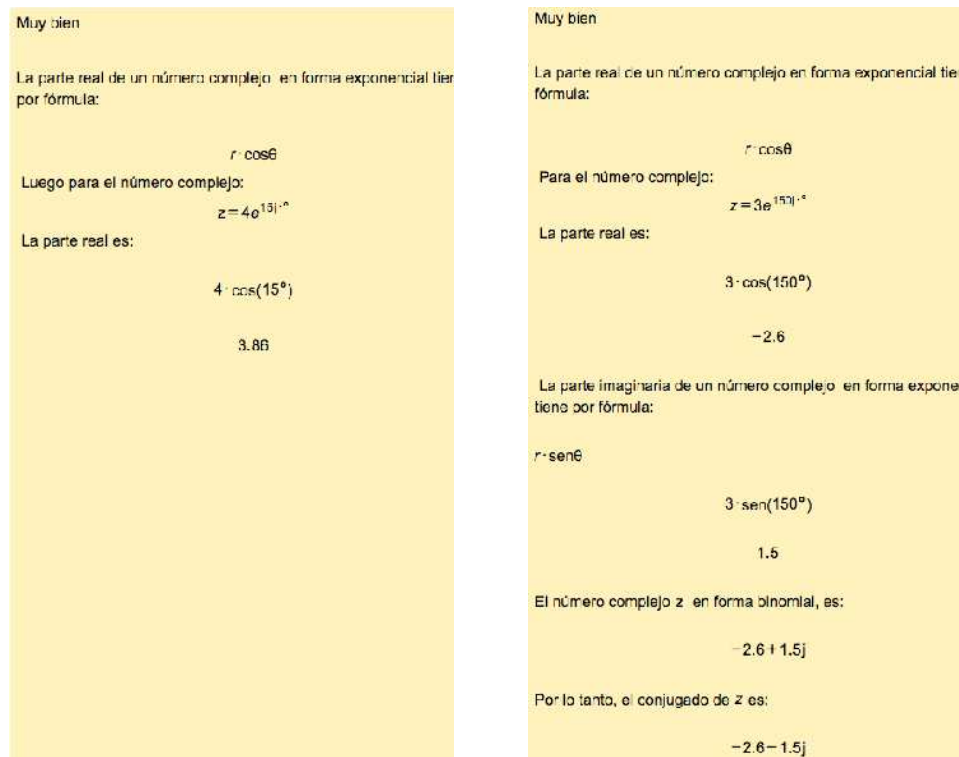 Muy bien
La parte real de un número complejo en forma exponencial tier
por fórmula:
r·cosθ
Luego para el número complejo:
z=4e^15j·°
La parte real es:
4·cos(15°)
3.86
Muy bien
La parte real de un número complejo en forma exponencial tie
fórmula:
r·cosθ
Para el número complejo:
z=3e^150j·°
La parte real es:
3·cos(150°)
−2.6
La parte imaginaria de un número complejo en forma expone
tiene por fórmula:
r·senθ
3·sen(150°)
1.5
El número complejo z en forma binomial, es:
−2.6+1.5j
Por lo tanto, el conjugado de z es:
−2.6−1.5j